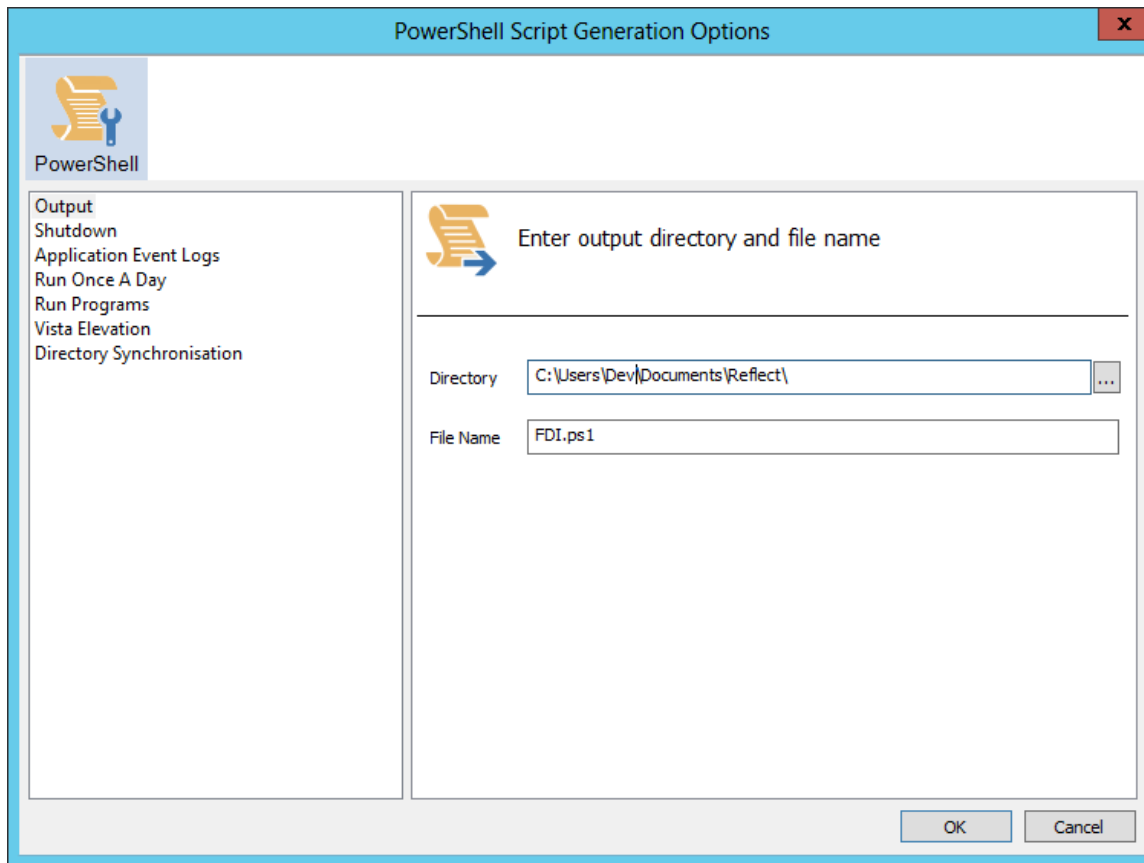 PowerShell Script Generation Options
x
PowerShell
Output
Shutdown
Application Event Logs
Run Once A Day
Run Programs
Vista Elevation
Directory Synchronisation
Enter output directory and file name
Directory C:\Users\Dev\Documents\Reflect\ ...
File Name FDI.ps1
OK Cancel